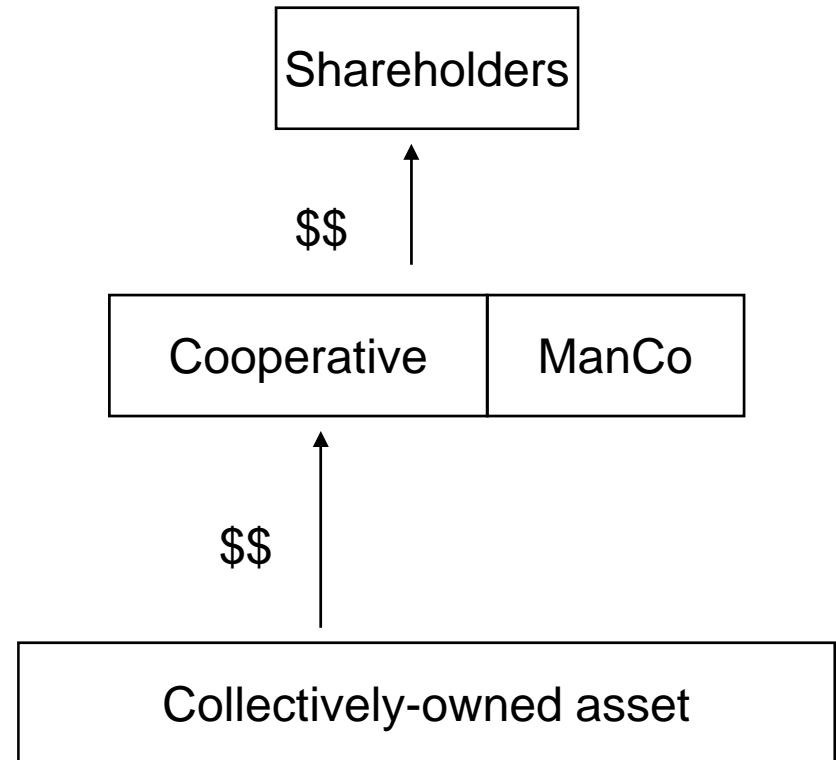 Shareholders
$$
Cooperative ManCo
$$
Collectively-owned asset